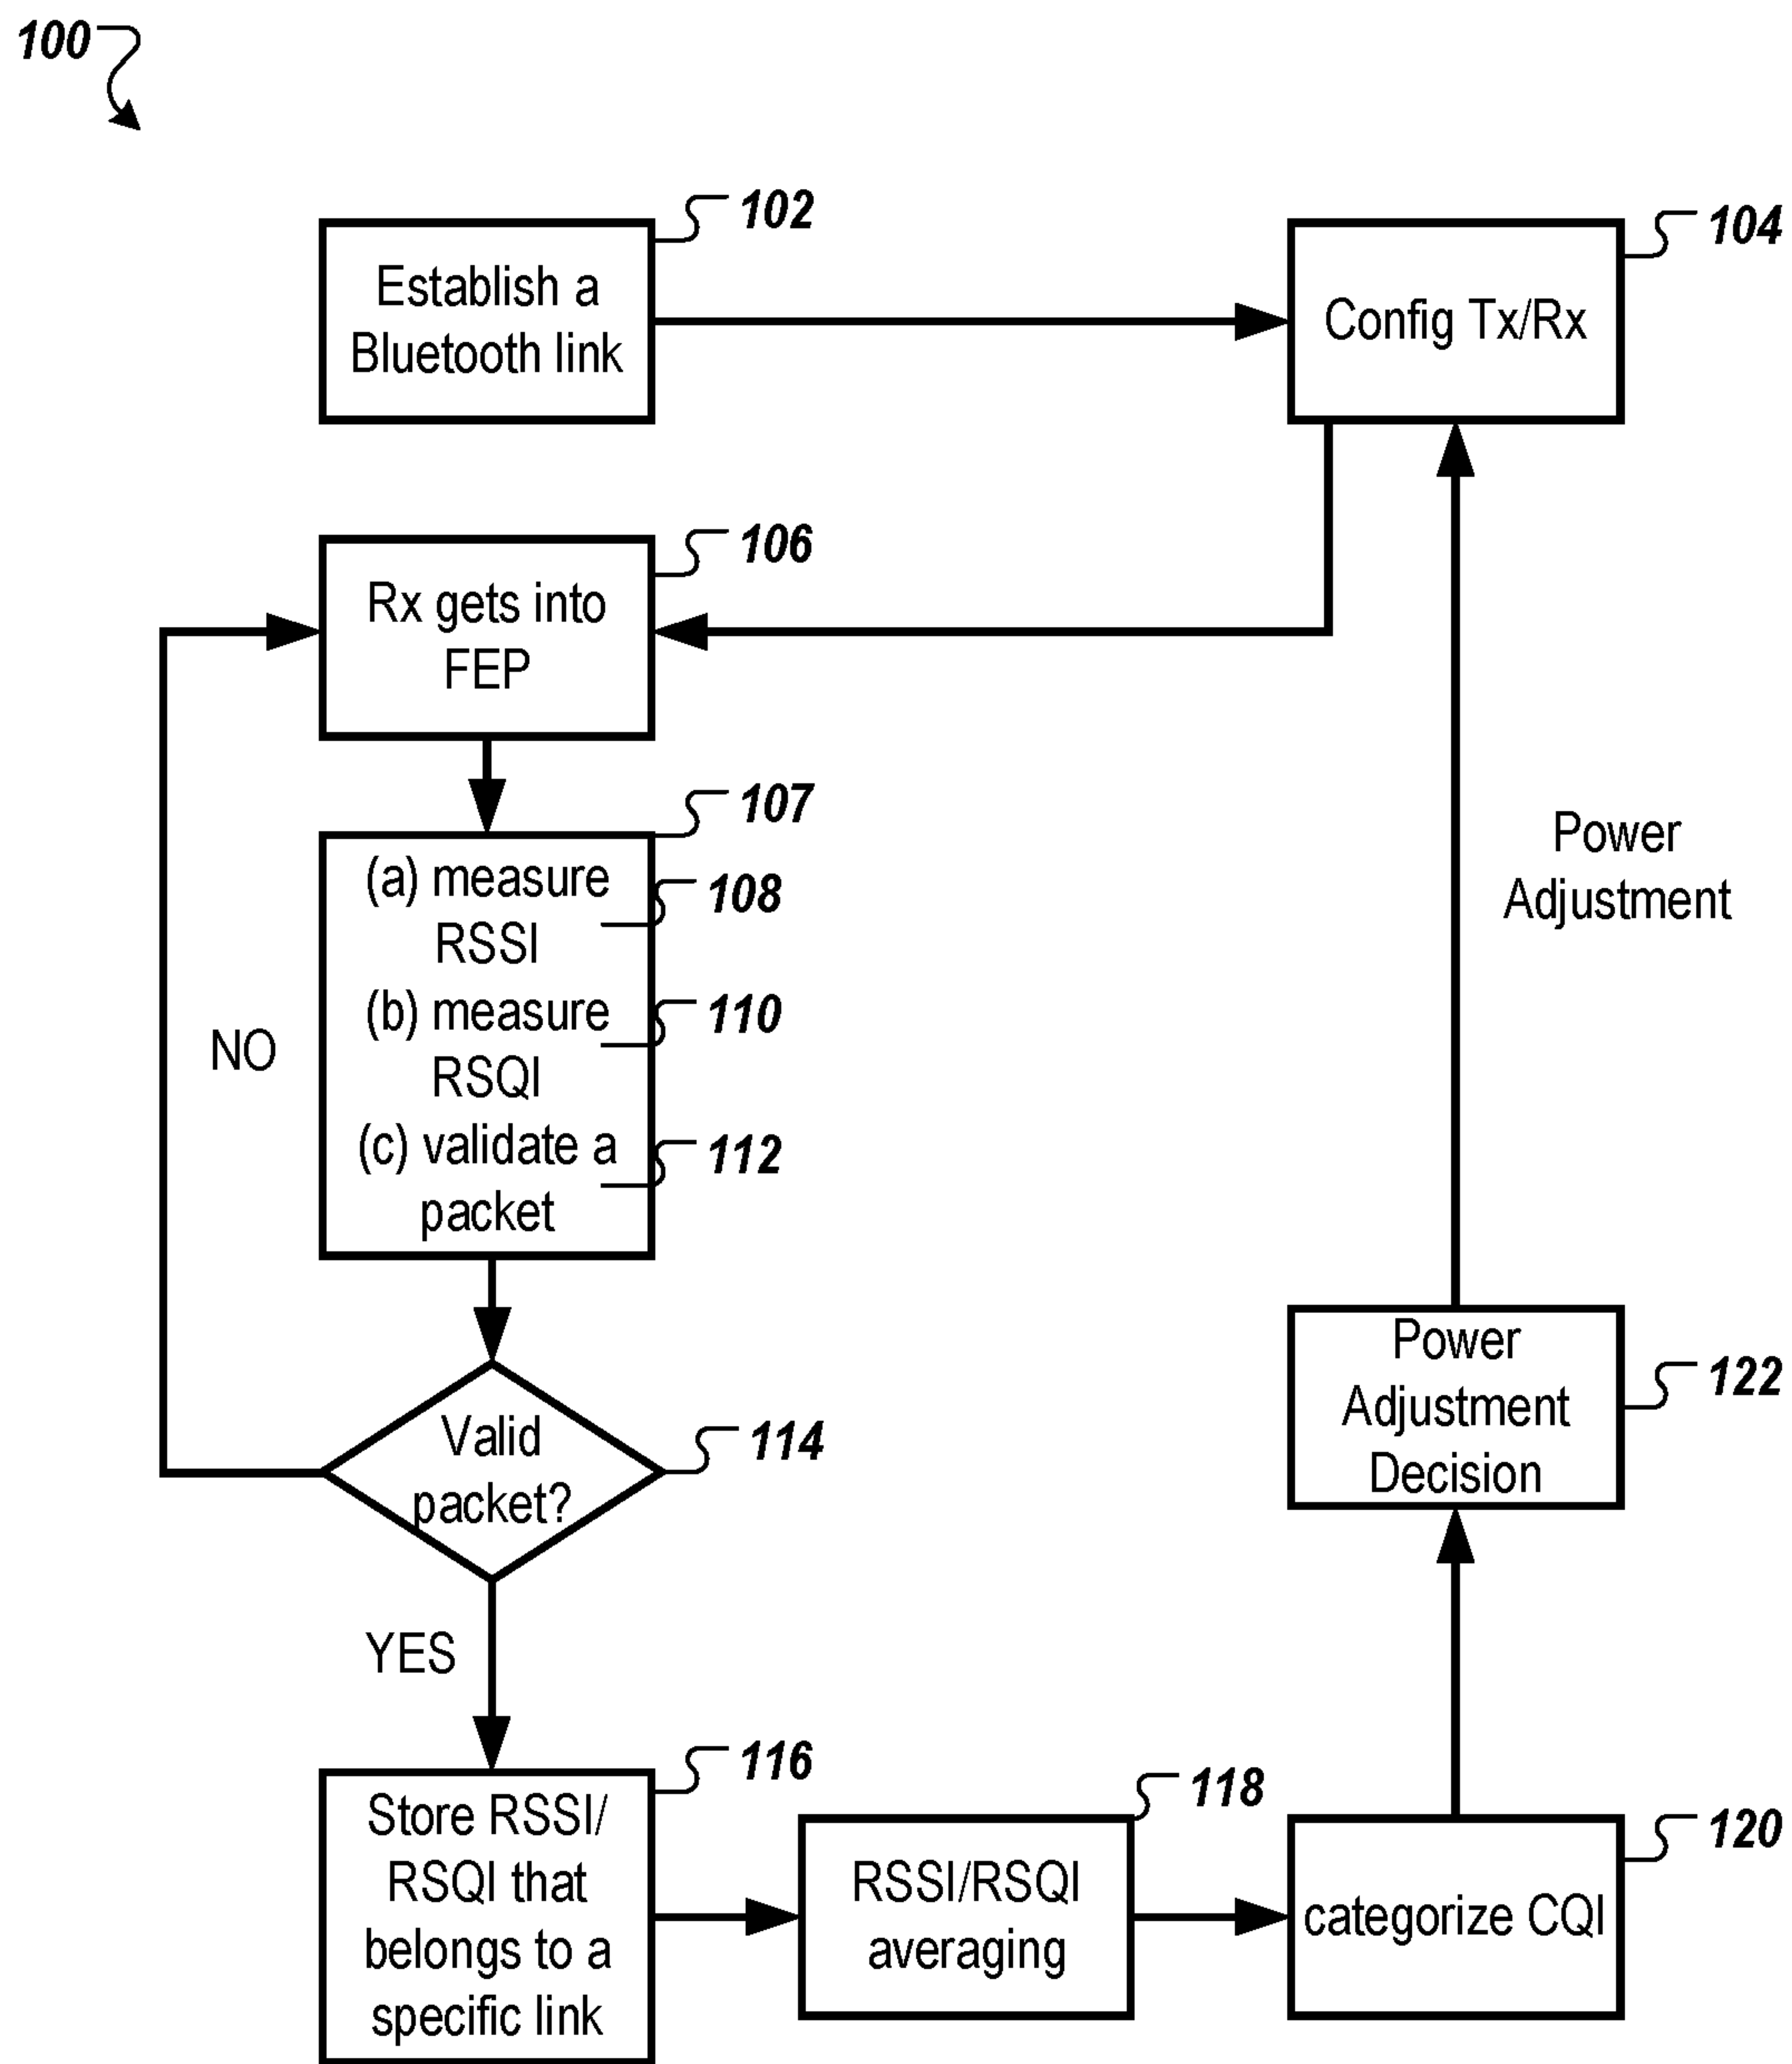 100
102
Establish a
Bluetooth link
104
Config Tx/Rx
106
Rx gets into
FEP
107
(a) measure
RSSI
108
(b) measure
RSQI
110
(c) validate a
packet
112
NO
Valid
packet?
114
YES
116
Store RSSI/
RSQI that
belongs to a
specific link
118
RSSI/RSQI
averaging
120
categorize CQI
122
Power
Adjustment
Decision
Power
Adjustment